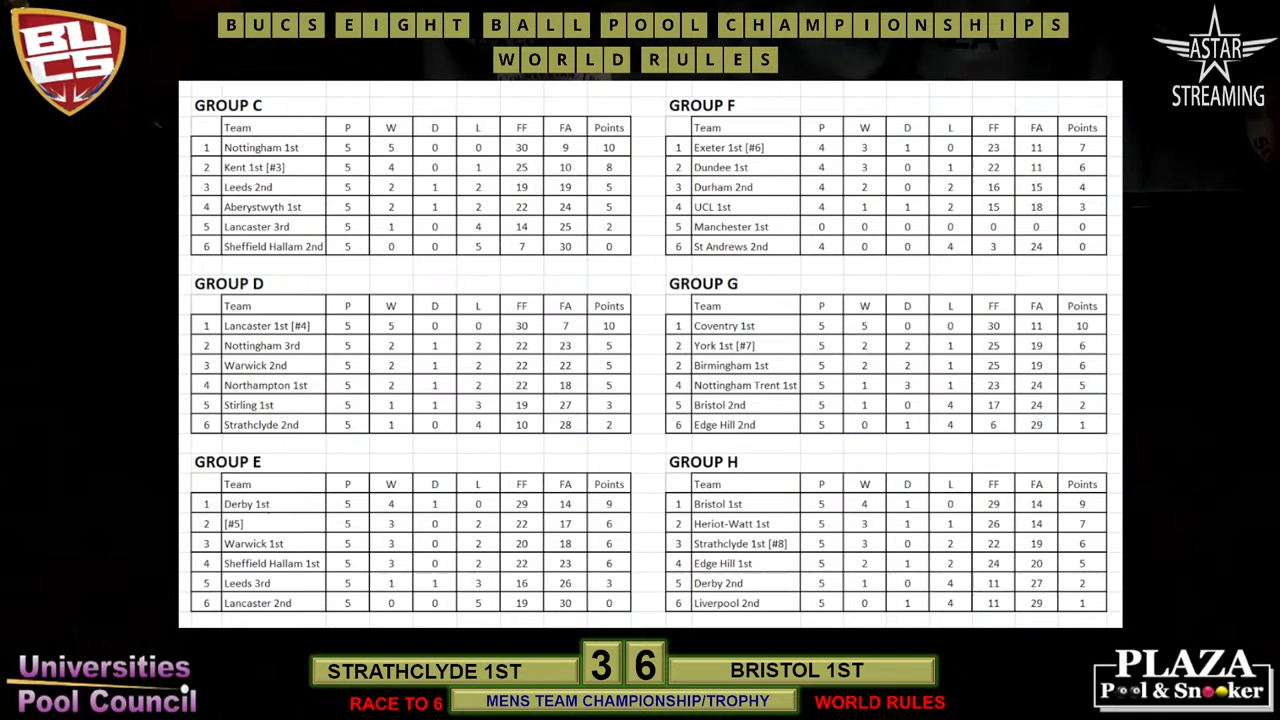 BUCS EIGHT BALL POOL CHAMPIONSHIPS
WORLD RULES
BUCS
ASTAR
STREAMING
GROUP C
Team P W D L FF FA Points
1 Nottingham 1st 5 5 0 0 30 9 10
2 Kent 1st [#3] 5 4 0 1 25 10 8
3 Leeds 2nd 5 2 1 2 19 19 5
4 Aberystwyth 1st 5 2 1 2 22 24 5
5 Lancaster 3rd 5 1 0 4 14 25 2
6 Sheffield Hallam 2nd 5 0 0 5 7 30 0
GROUP D
Team P W D L FF FA Points
1 Lancaster 1st [#4] 5 5 0 0 30 7 10
2 Nottingham 3rd 5 2 1 2 22 23 5
3 Warwick 2nd 5 2 1 2 22 22 5
4 Northampton 1st 5 2 1 2 22 18 5
5 Stirling 1st 5 1 1 3 19 27 3
6 Strathclyde 2nd 5 1 0 4 10 28 2
GROUP E
Team P W D L FF FA Points
1 Derby 1st 5 4 1 0 29 14 9
2 [#5] 5 3 0 2 22 17 6
3 Warwick 1st 5 3 0 2 20 18 6
4 Sheffield Hallam 1st 5 3 0 2 22 23 6
5 Leeds 3rd 5 1 1 3 16 26 3
6 Lancaster 2nd 5 0 0 5 19 30 0
GROUP F
Team P W D L FF FA Points
1 Exeter 1st [#6] 4 3 1 0 23 11 7
2 Dundee 1st 4 3 0 1 22 11 6
3 Durham 2nd 4 2 0 2 16 15 4
4 UCL 1st 4 1 1 2 15 18 3
5 Manchester 1st 0 0 0 0 0 0 0
6 St Andrews 2nd 4 0 0 4 3 24 0
GROUP G
Team P W D L FF FA Points
1 Coventry 1st 5 5 0 0 30 11 10
2 York 1st [#7] 5 2 2 1 25 19 6
2 Birmingham 1st 5 2 2 1 25 19 6
4 Nottingham Trent 1st 5 1 3 1 23 24 5
5 Bristol 2nd 5 1 0 4 17 24 2
6 Edge Hill 2nd 5 0 1 4 6 29 1
GROUP H
Team P W D L FF FA Points
1 Bristol 1st 5 4 1 0 29 14 9
2 Heriot-Watt 1st 5 3 1 1 26 14 7
3 Strathclyde 1st [#8] 5 3 0 2 22 19 6
4 Edge Hill 1st 5 2 1 2 24 20 5
5 Derby 2nd 5 1 0 4 11 27 2
6 Liverpool 2nd 5 0 1 4 11 29 1
Universities
Pool Council
STRATHCLYDE 1ST 3 6 BRISTOL 1ST
RACE TO 6 MENS TEAM CHAMPIONSHIP/TROPHY WORLD RULES
PLAZA
Pool & Snooker